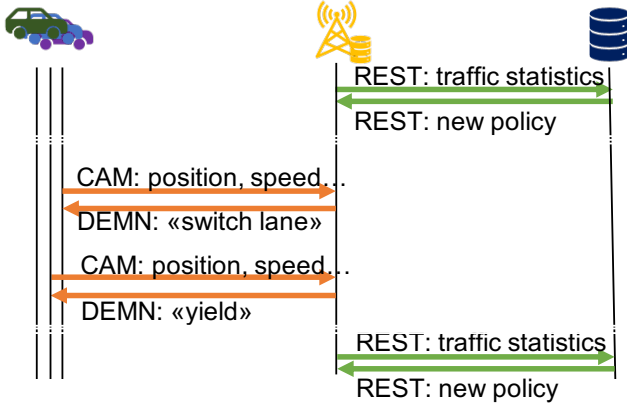 REST: traffic statistics
REST: new policy
CAM: position, speed...
DEMN: «switch lane»
CAM: position, speed...
DEMN: «yield»
REST: traffic statistics
REST: new policy